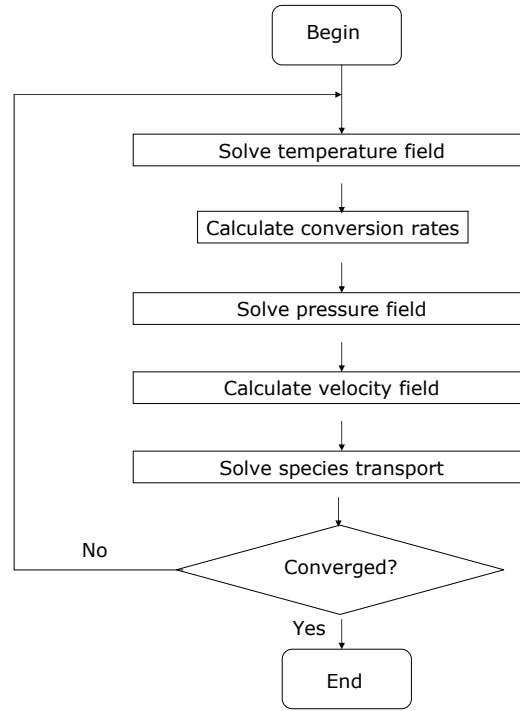 Begin
Solve temperature field
Calculate conversion rates
Solve pressure field
Calculate velocity field
Solve species transport
No
Converged?
Yes
End